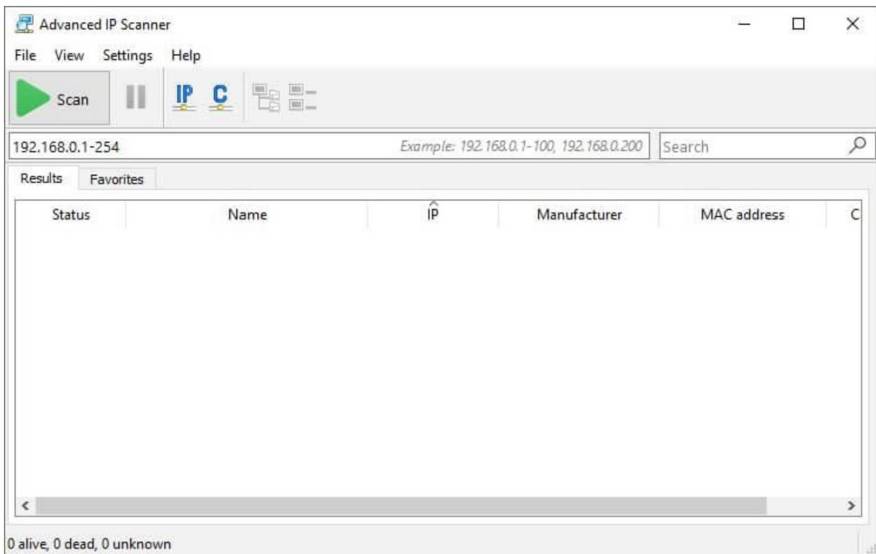 Advanced IP Scanner
File View Settings Help
Scan IP C
192.168.0.1-254 Example: 192.168.0.1-100, 192.168.0.200 Search
Results Favorites
Status Name IP Manufacturer MAC address C
0 alive, 0 dead, 0 unknown